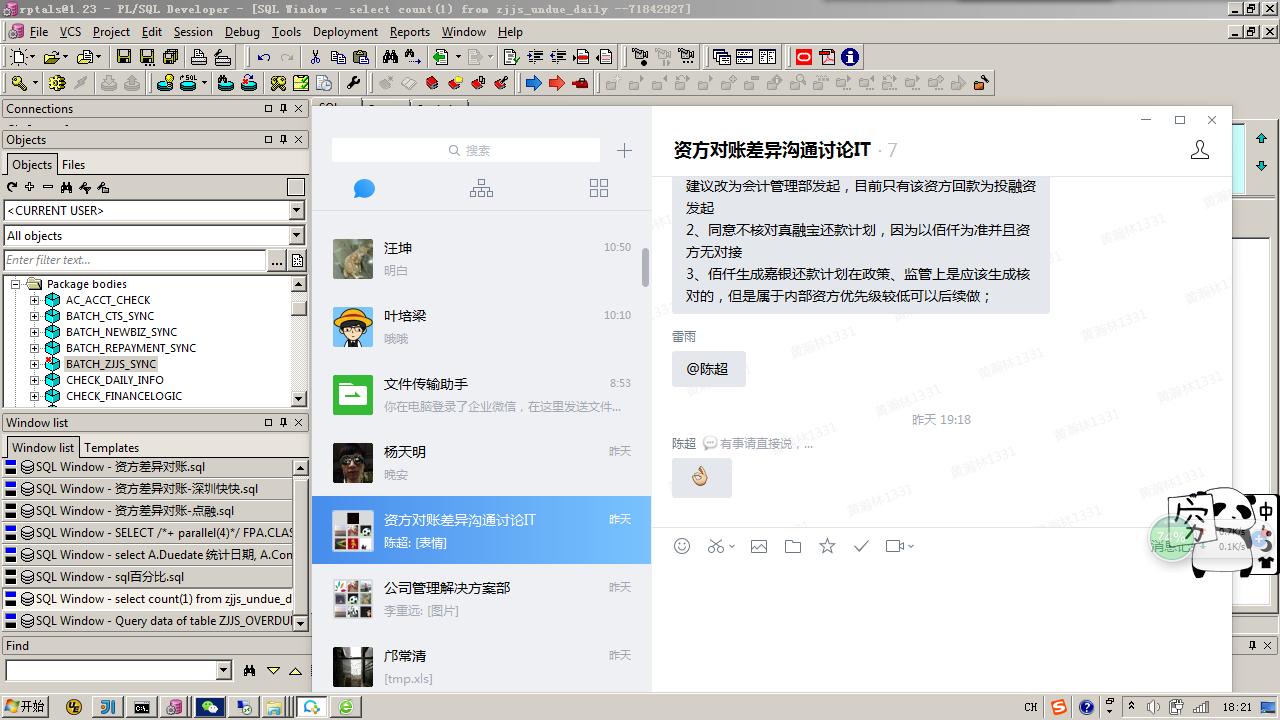 rptals@1.23 - PL/SQL Developer - [SQL Window - select count(1) from zjjs_undue_daily --71842927]
File VCS Project Edit Session Debug Tools Deployment Reports Window Help
Connections
Objects
Objects Files
<CURRENT USER>
All objects
Enter filter text...
Package bodies
AC_ACCT_CHECK
BATCH_CTS_SYNC
BATCH_NEWBIZ_SYNC
BATCH_REPAYMENT_SYNC
BATCH_ZJJS_SYNC
CHECK_DAILY_INFO
CHECK_FINANCELOGIC
Window list
Window list Templates
SQL Window - 资方差异对账.sql
SQL Window - 资方差异对账-深圳快快.sql
SQL Window - 资方差异对账-点融.sql
SQL Window - SELECT /*+ parallel(4)*/ FPA.CLAS
SQL Window - select A.Duedate 统计日期, A.Con
SQL Window - sql百分比.sql
SQL Window - select count(1) from zjjs_undue_d
SQL Window - Query data of table ZJJS_OVERDU
Find
搜索
汪坤 10:50
明白
叶培梁 10:10
哦哦
文件传输助手 8:53
你在电脑登录了企业微信，在这里发送文件...
杨天明 昨天
晚安
资方对账差异沟通讨论IT 昨天
陈超: [表情]
公司管理解决方案部 昨天
李重远: [图片]
邝常清 昨天
[tmp.xls]
资方对账差异沟通讨论IT · 7
建议改为会计管理部发起，目前只有该资方回款为投融资
发起
2、同意不核对真融宝还款计划，因为以佰仟为准并且资
方无对接
3、佰仟生成嘉银还款计划在政策、监管上是应该生成核
对的，但是属于内部资方优先级较低可以后续做；
雷雨
@陈超
昨天 19:18
陈超 有事请直接说，...
黄瀚林1331
0.7K/s
0.1K/s
中
开始
CH
18:21